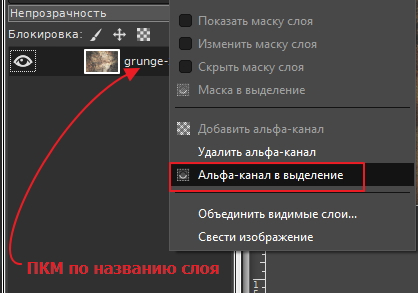 Непрозрачность
Блокировка:
grunge-
Показать маску слоя
Изменить маску слоя
Скрыть маску слоя
Маска в выделение
Добавить альфа-канал
Удалить альфа-канал
Альфа-канал в выделение
Объединить видимые слои...
Свести изображение
ПКМ по названию слоя